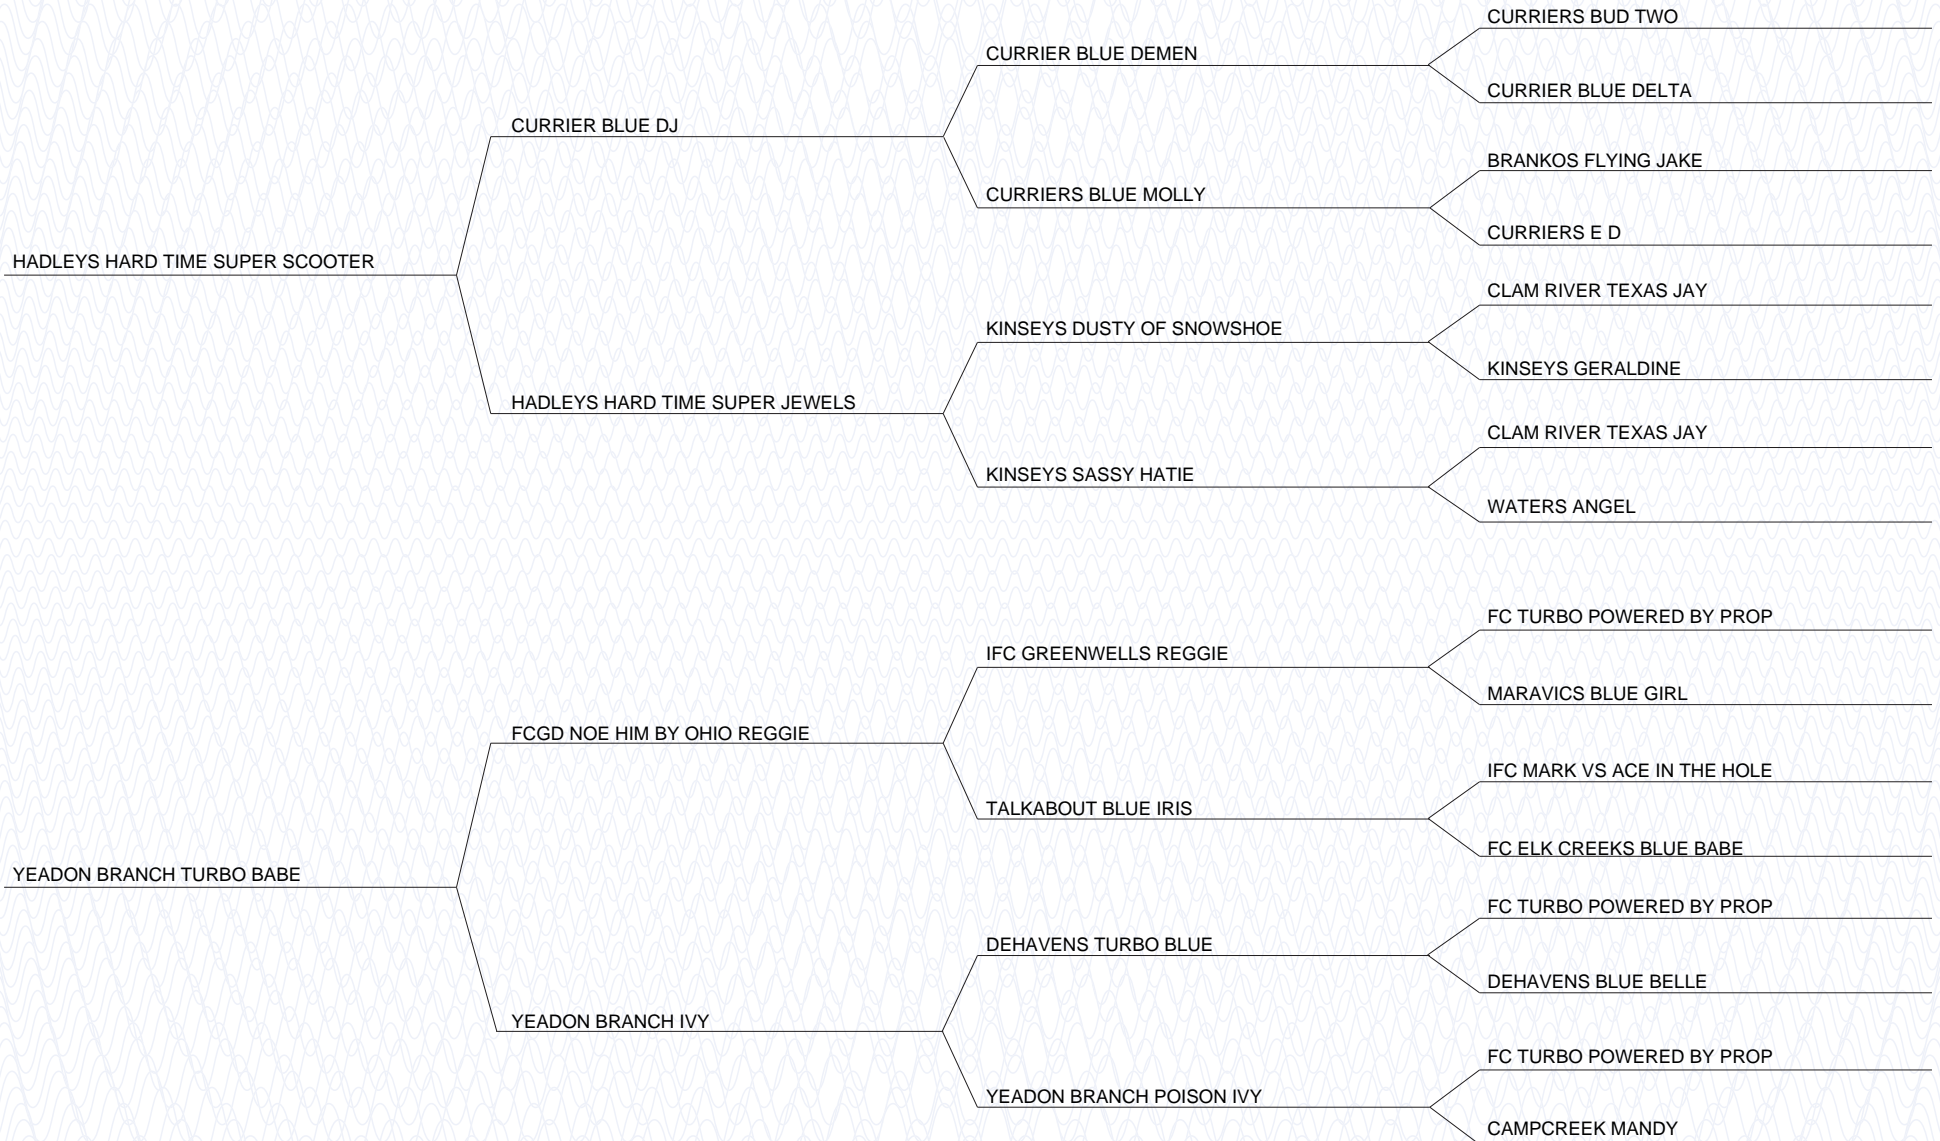 CURRIERS BUD TWO
CURRIER BLUE DEMEN
CURRIER BLUE DELTA
CURRIER BLUE DJ
BRANKOS FLYING JAKE
CURRIERS BLUE MOLLY
CURRIERS E D
HADLEYS HARD TIME SUPER SCOOTER
CLAM RIVER TEXAS JAY
KINSEYS DUSTY OF SNOWSHOE
KINSEYS GERALDINE
HADLEYS HARD TIME SUPER JEWELS
CLAM RIVER TEXAS JAY
KINSEYS SASSY HATIE
WATERS ANGEL
FC TURBO POWERED BY PROP
IFC GREENWELLS REGGIE
MARAVICS BLUE GIRL
FCGD NOE HIM BY OHIO REGGIE
IFC MARK VS ACE IN THE HOLE
TALKABOUT BLUE IRIS
FC ELK CREEKS BLUE BABE
YEADON BRANCH TURBO BABE
FC TURBO POWERED BY PROP
DEHAVENS TURBO BLUE
DEHAVENS BLUE BELLE
YEADON BRANCH IVY
FC TURBO POWERED BY PROP
YEADON BRANCH POISON IVY
CAMPCREEK MANDY